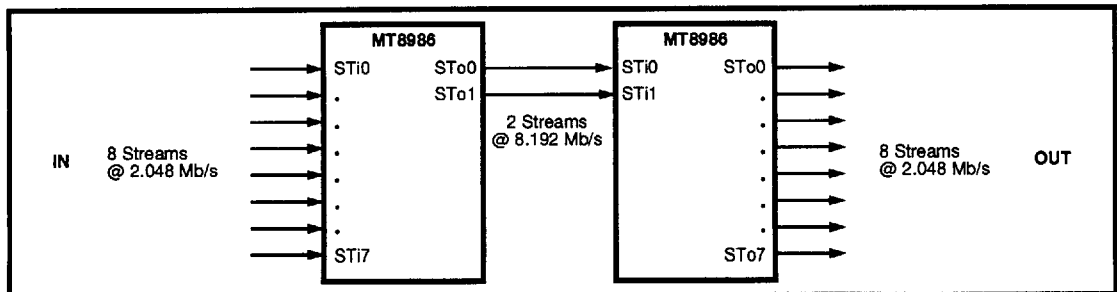 MT8986
STi0
STo0
.
STo1
.
.
.
.
.
STi7
IN
8 Streams
@ 2.048 Mb/s
2 Streams
@ 8.192 Mb/s
MT8986
STi0
STo0
STi1
.
.
.
.
.
.
STo7
8 Streams
@ 2.048 Mb/s
OUT